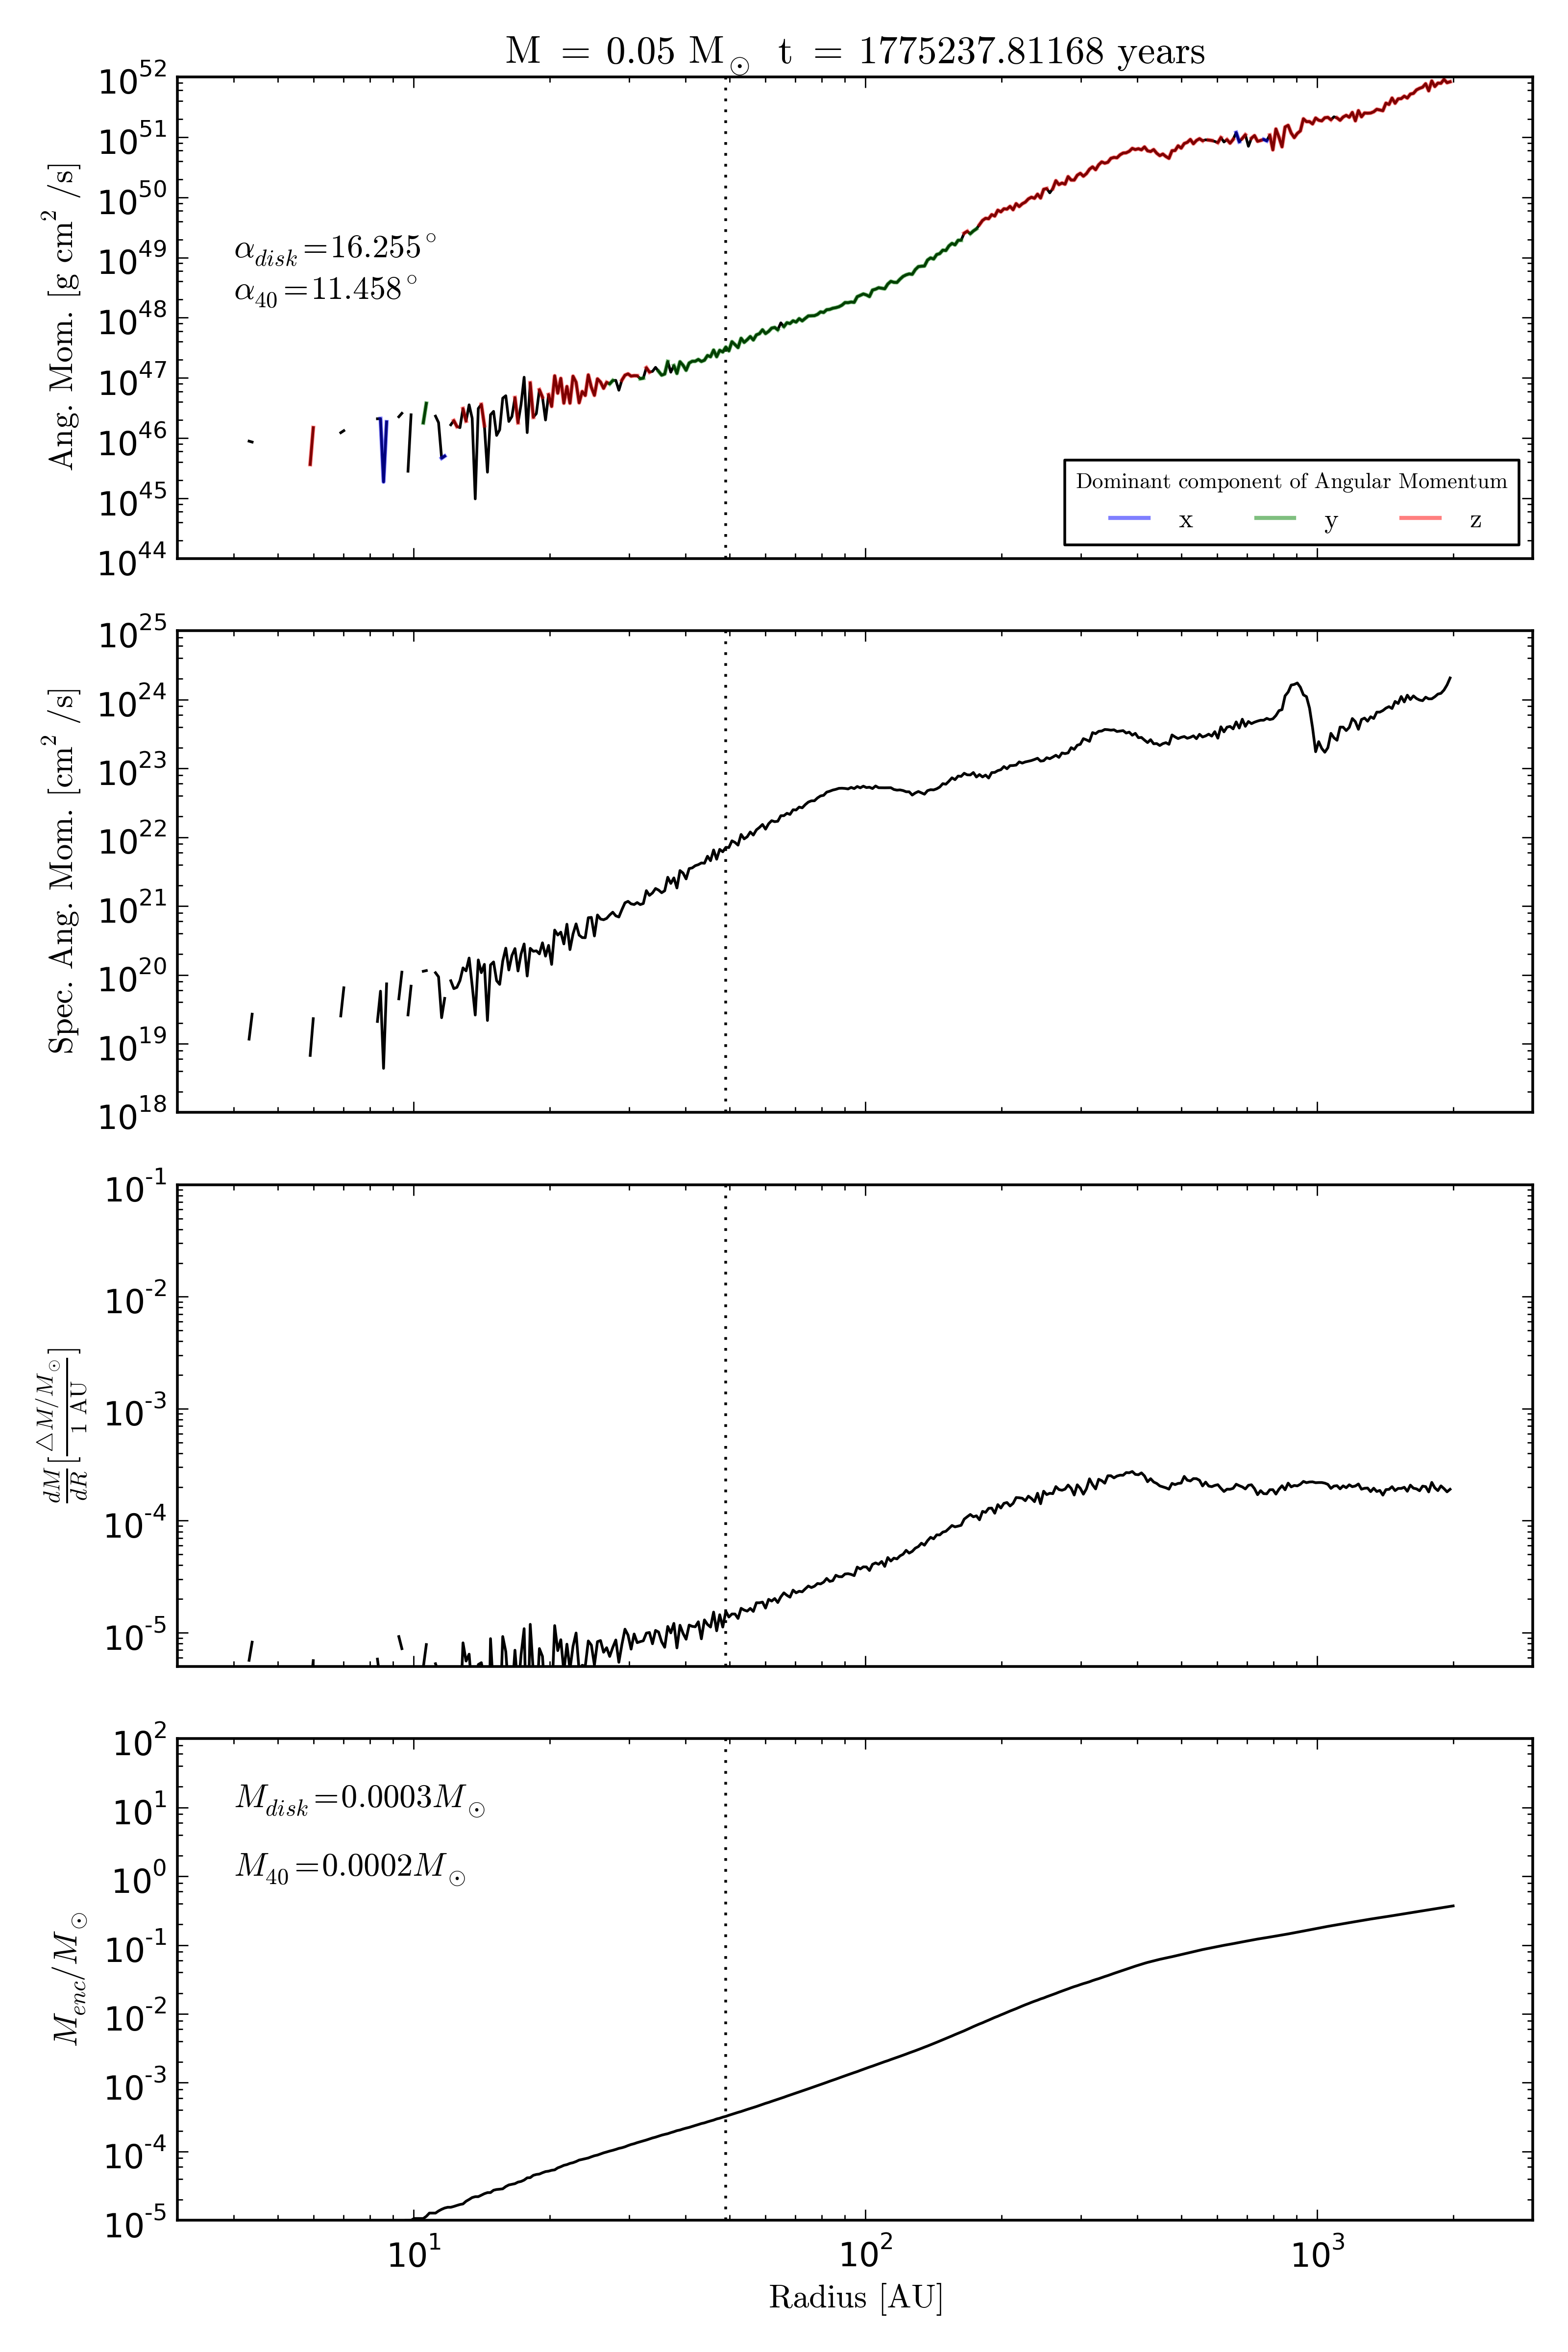 M = 0.05 M⊙ t = 1775237.81168 years
10^52
10^51
10^50
10^49
10^48
10^47
10^46
10^45
10^44
Ang. Mom. [g cm^2 /s]
α_disk=16.255°
α_40=11.458°
Dominant component of Angular Momentum
x y z
10^25
10^24
10^23
10^22
10^21
10^20
10^19
10^18
Spec. Ang. Mom. [cm^2 /s]
10^-1
10^-2
10^-3
10^-4
10^-5
dM/dR [△M/M⊙ / 1 AU]
10^2
10^1
10^0
10^-1
10^-2
10^-3
10^-4
10^-5
M_enc/M⊙
M_disk=0.0003M⊙
M_40=0.0002M⊙
10^1 10^2 10^3
Radius [AU]